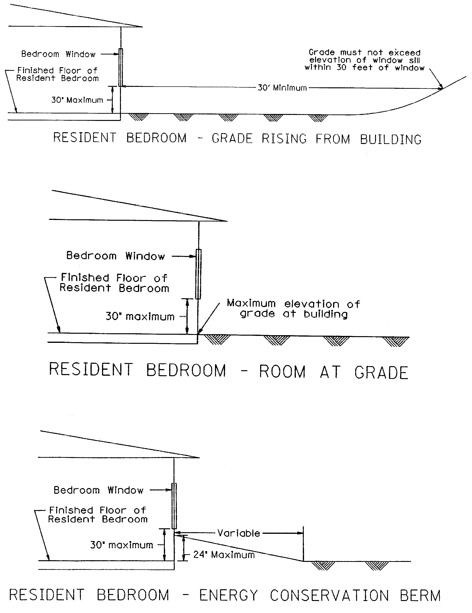 Bedroom Window
Finished Floor of
Resident Bedroom
30" Maximum
30' Minimum
Grade must not exceed
elevation of window sill
within 30 feet of window
RESIDENT BEDROOM - GRADE RISING FROM BUILDING
Bedroom Window
Finished Floor of
Resident Bedroom
30" maximum
Maximum elevation of
grade at building
RESIDENT BEDROOM - ROOM AT GRADE
Bedroom Window
Finished Floor of
Resident Bedroom
30" maximum
Variable
24" Maximum
RESIDENT BEDROOM - ENERGY CONSERVATION BERM